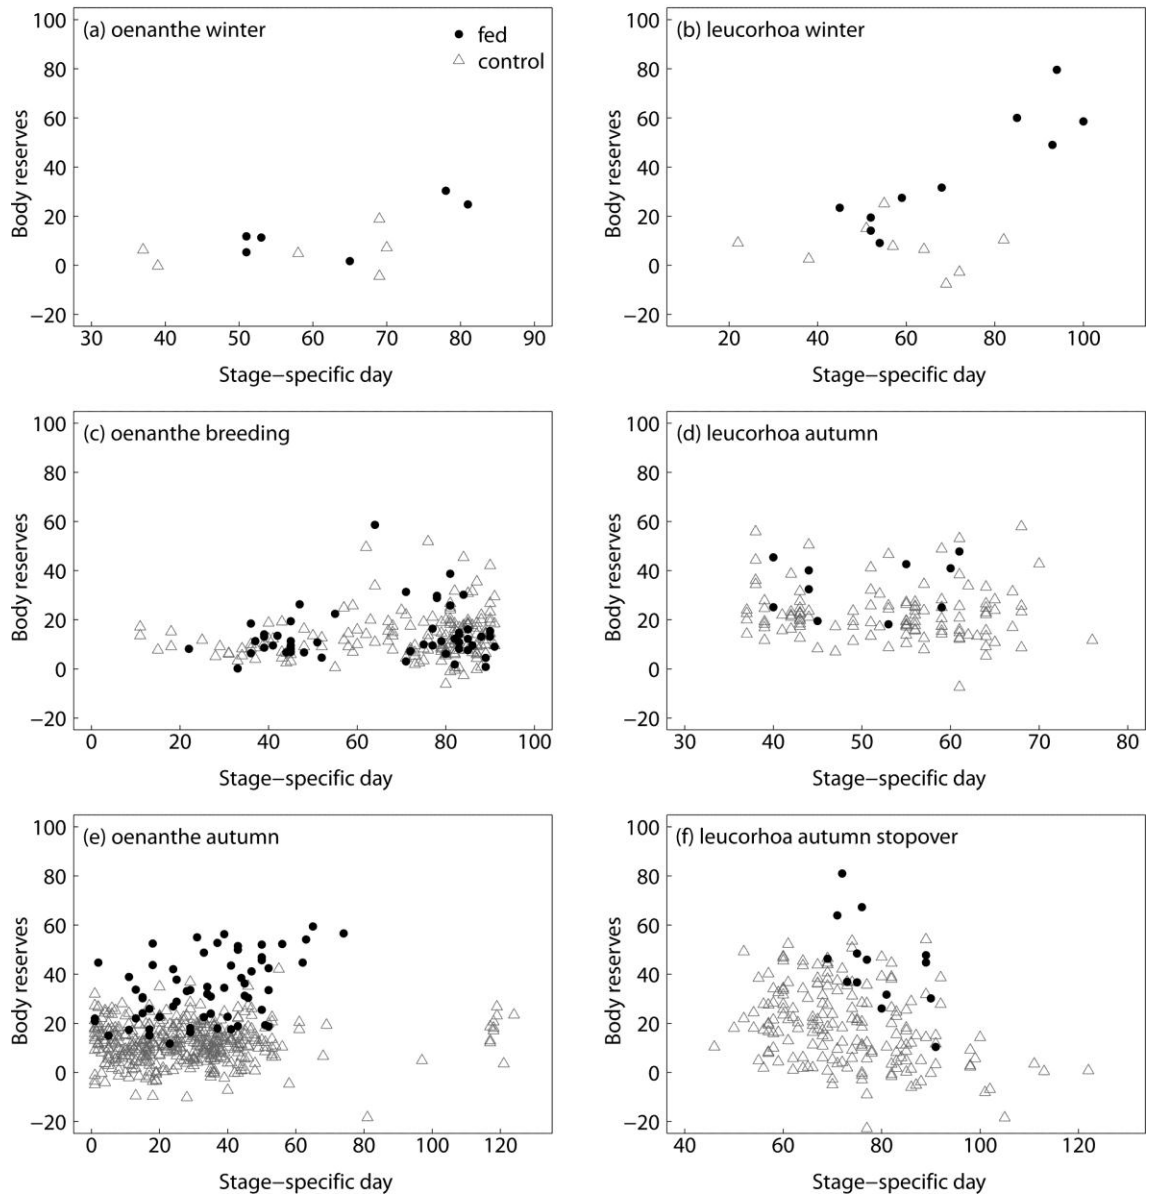 (a) oenanthe winter
fed
control
100
80
60
40
20
0
−20
Body reserves
30 40 50 60 70 80 90
Stage−specific day
(b) leucorhoa winter
100
80
60
40
20
0
−20
Body reserves
20 40 60 80 100
Stage−specific day
(c) oenanthe breeding
100
80
60
40
20
0
−20
Body reserves
0 20 40 60 80 100
Stage−specific day
(d) leucorhoa autumn
100
80
60
40
20
0
−20
Body reserves
30 40 50 60 70 80
Stage−specific day
(e) oenanthe autumn
100
80
60
40
20
0
−20
Body reserves
0 20 40 60 80 100 120
Stage−specific day
(f) leucorhoa autumn stopover
100
80
60
40
20
0
−20
Body reserves
40 60 80 100 120
Stage−specific day